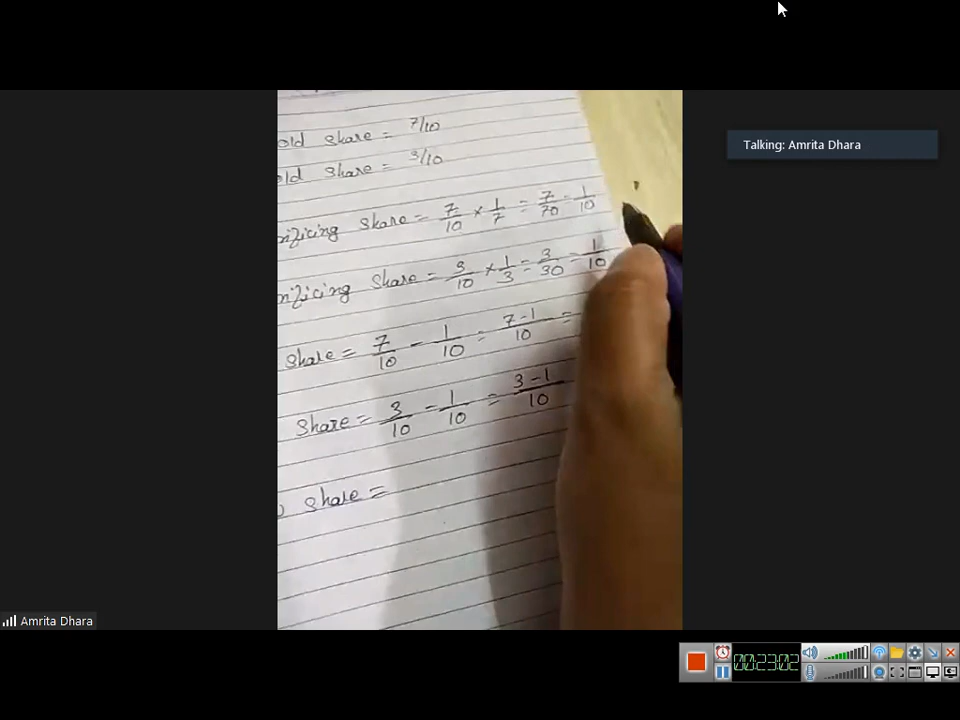 Talking: Amrita Dhara
old share = 7/10
old share = 3/10
share = 7/10 × 1/7 = 7/70 = 1/10
share = 3/10 × 1/3 = 3/30 = 1/10
share = 7/10 - 1/10 = 7-1/10 =
share = 3/10 - 1/10 = 3-1/10
share =
Amrita Dhara
00:23:02